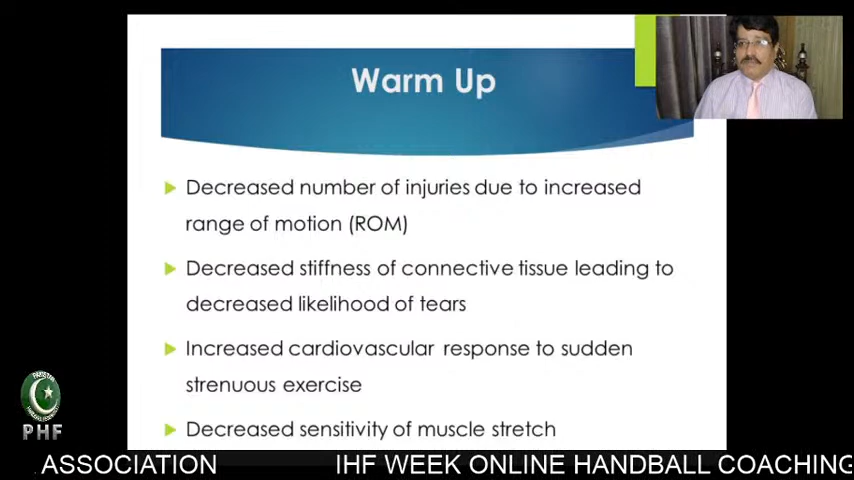 Warm Up
Decreased number of injuries due to increased
range of motion (ROM)
Decreased stiffness of connective tissue leading to
decreased likelihood of tears
Increased cardiovascular response to sudden
strenuous exercise
Decreased sensitivity of muscle stretch
PHF
ASSOCIATION IHF WEEK ONLINE HANDBALL COACHING